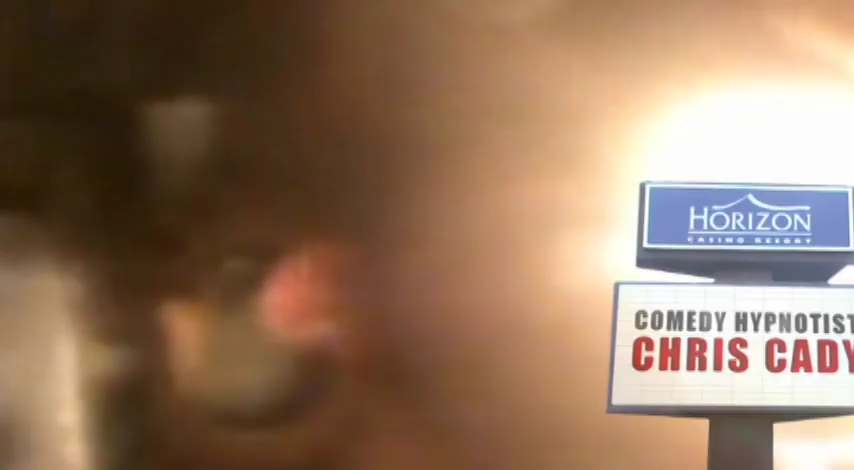 HORIZON
CASINO RESORT
COMEDY HYPNOTIST
CHRIS CADY